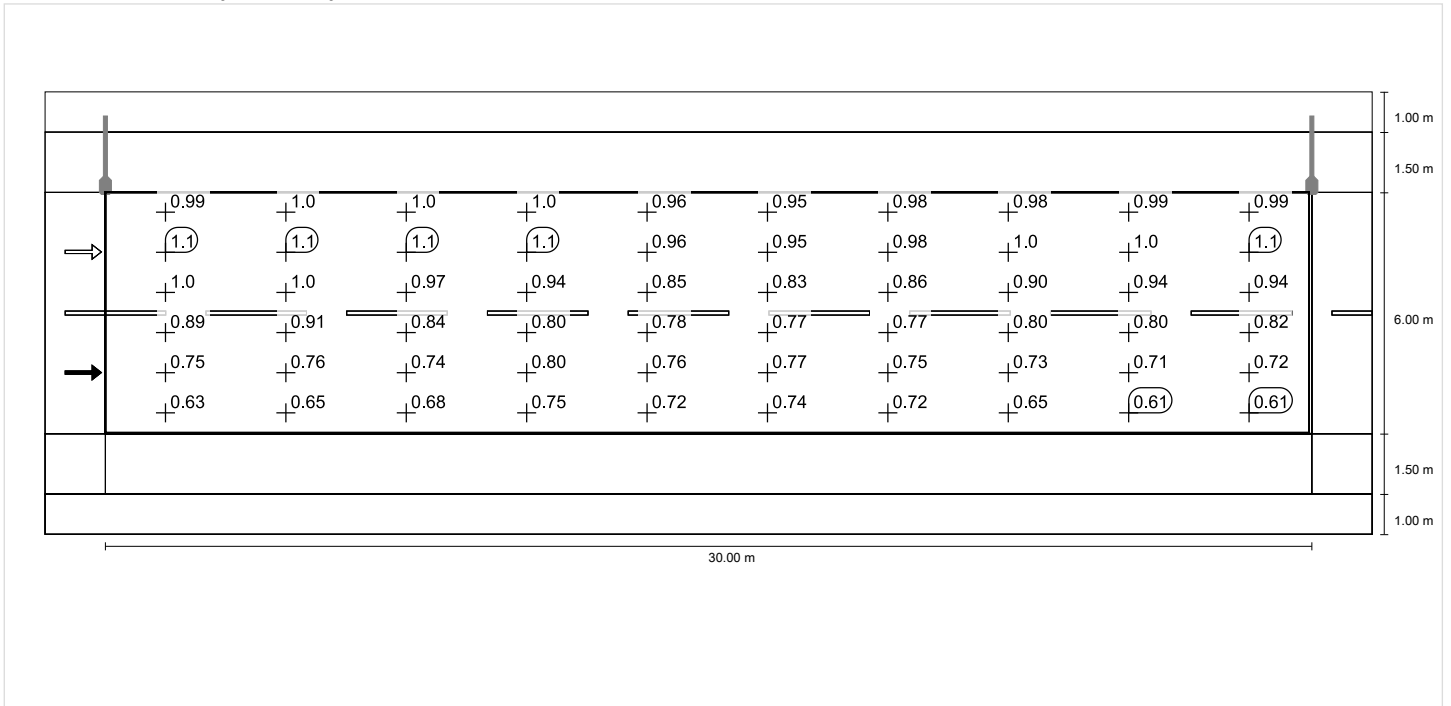 1.00 m
1.50 m
0.99 1.0 1.0 1.0 0.96 0.95 0.98 0.98 0.99 0.99
1.1 1.1 1.1 1.1 0.96 0.95 0.98 1.0 1.0 1.1
1.0 1.0 0.97 0.94 0.85 0.83 0.86 0.90 0.94 0.94
0.89 0.91 0.84 0.80 0.78 0.77 0.77 0.80 0.80 0.82
6.00 m
0.75 0.76 0.74 0.80 0.76 0.77 0.75 0.73 0.71 0.72
0.63 0.65 0.68 0.75 0.72 0.74 0.72 0.65 0.61 0.61
1.50 m
1.00 m
30.00 m